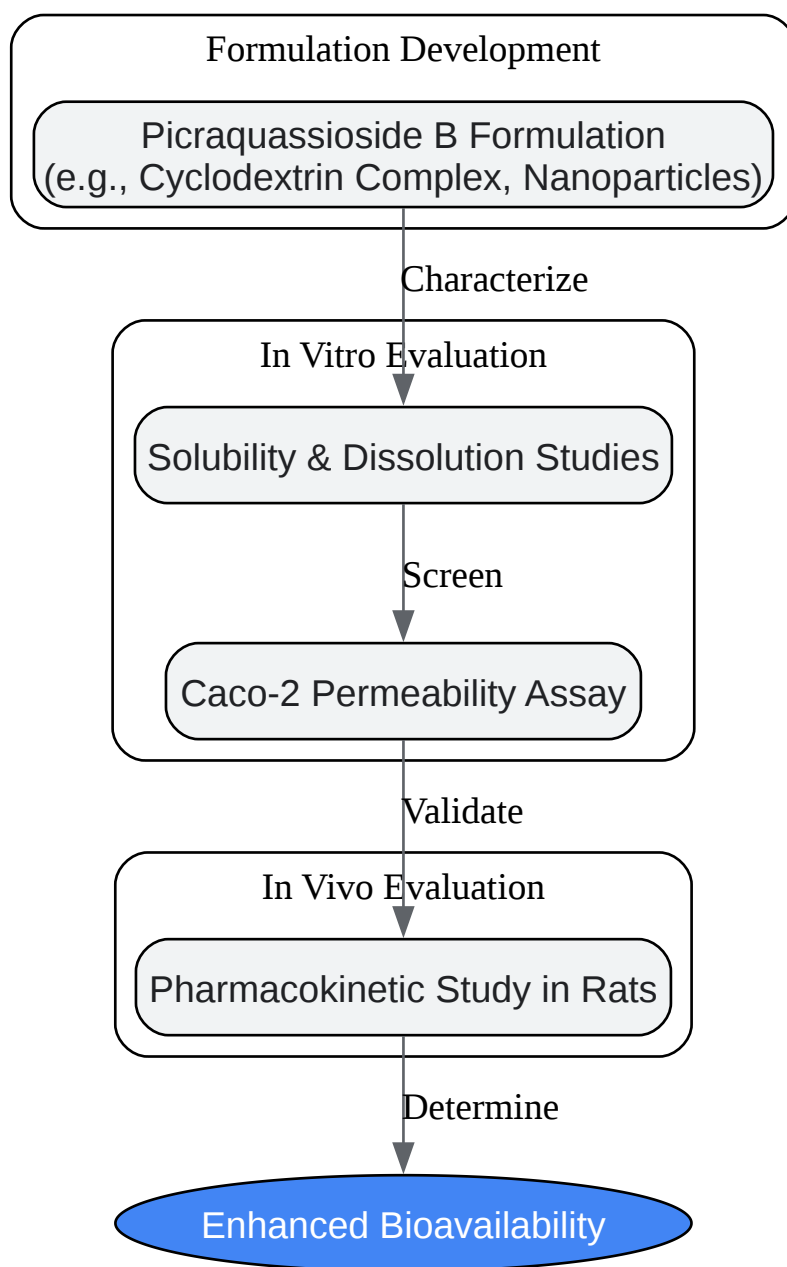 Formulation Development
Picraquassioside B Formulation
(e.g., Cyclodextrin Complex, Nanoparticles)
Characterize
In Vitro Evaluation
Solubility & Dissolution Studies
Screen
Caco-2 Permeability Assay
Validate
In Vivo Evaluation
Pharmacokinetic Study in Rats
Determine
Enhanced Bioavailability